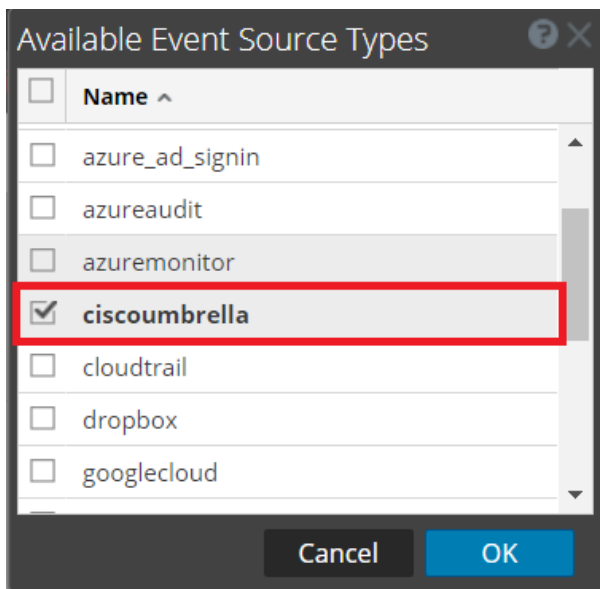 Available Event Source Types
Name
azure_ad_signin
azureaudit
azuremonitor
ciscoumbrella
cloudtrail
dropbox
googlecloud
Cancel OK